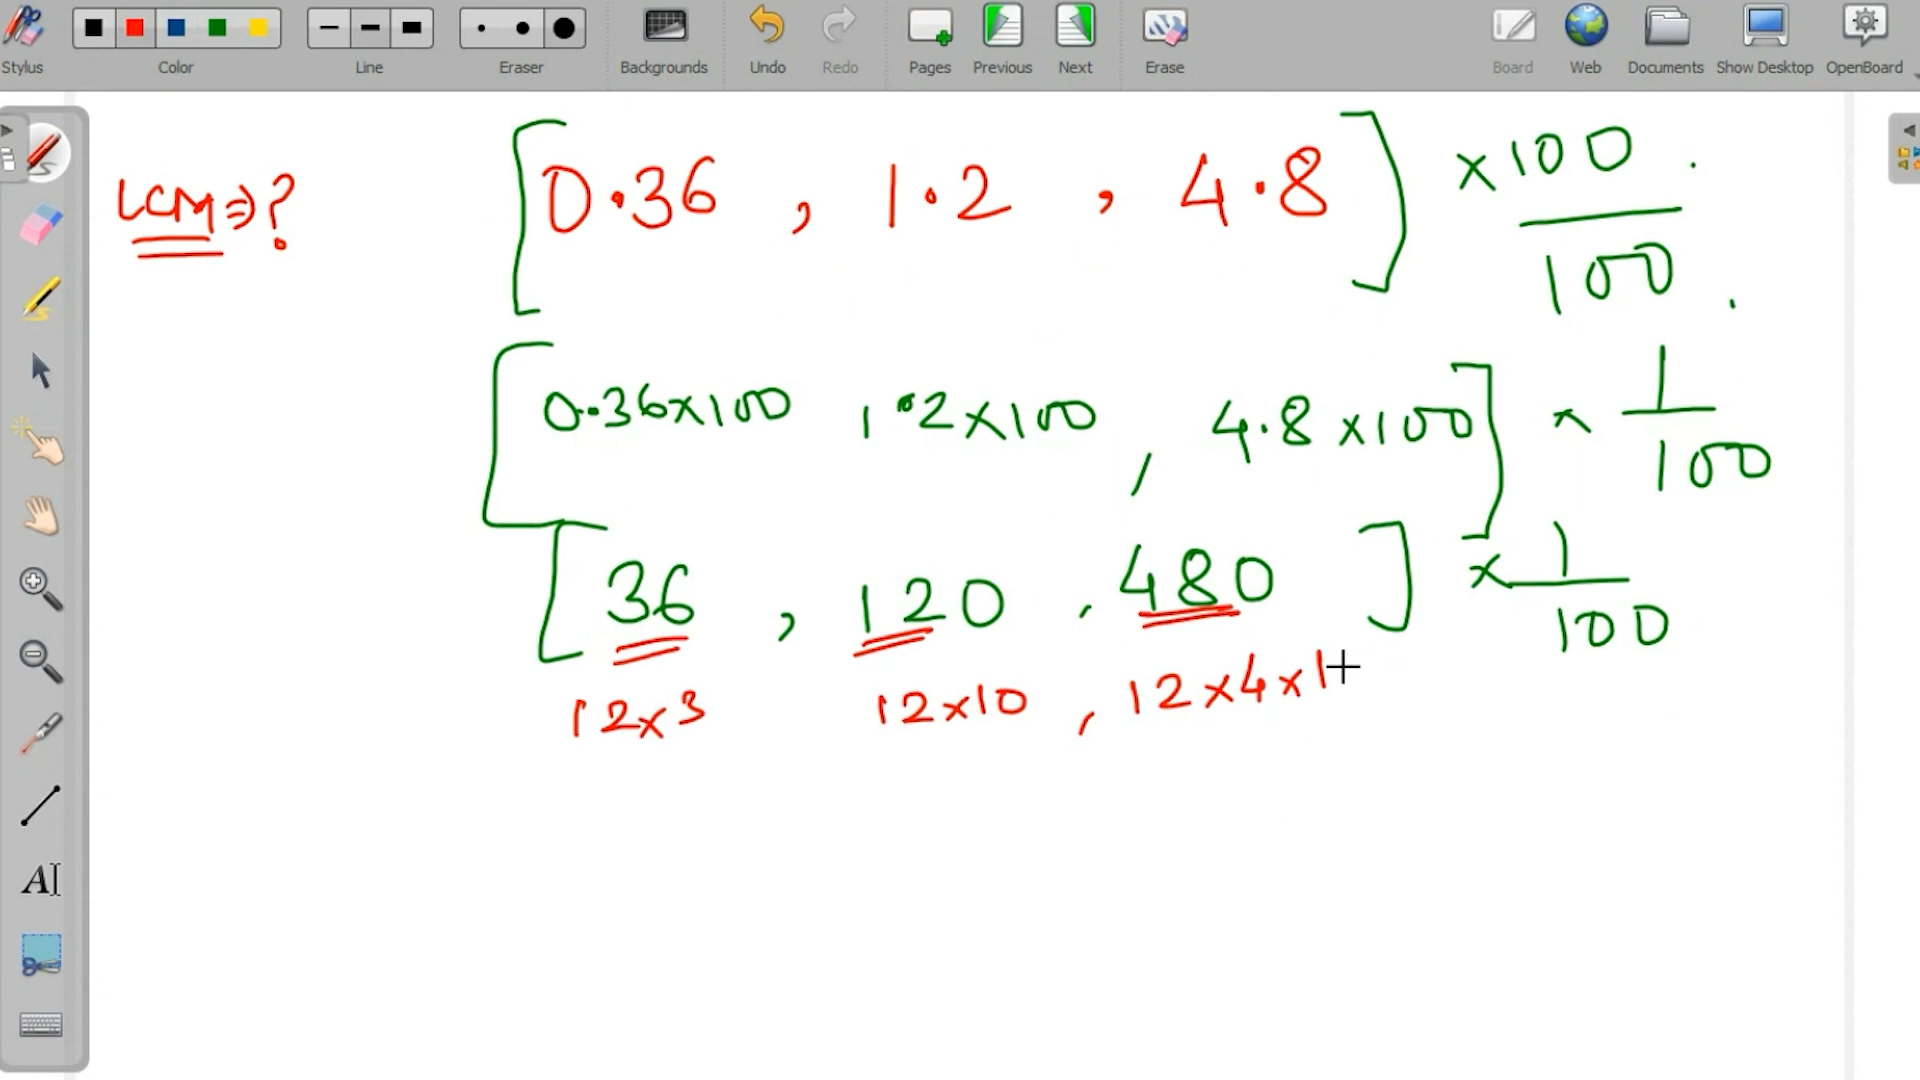 Stylus Color Line Eraser Backgrounds Undo Redo Pages Previous Next Erase Board Web Documents Show Desktop OpenBoard
LCM ⇒ ?
[0.36 , 1.2 , 4.8] × 100 / 100
[0.36×100 1.2×100 , 4.8×100] × 1/100
[36 , 120 , 480] × 1/100
12×3 12×10 , 12×4×1
A